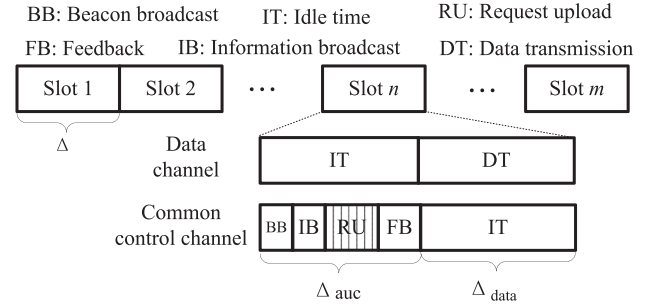 BB: Beacon broadcast IT: Idle time RU: Request upload
FB: Feedback IB: Information broadcast DT: Data transmission
Slot 1 Slot 2 ··· Slot n ··· Slot m
Δ
Data channel IT DT
Common control channel BB IB RU FB IT
Δ auc Δ data